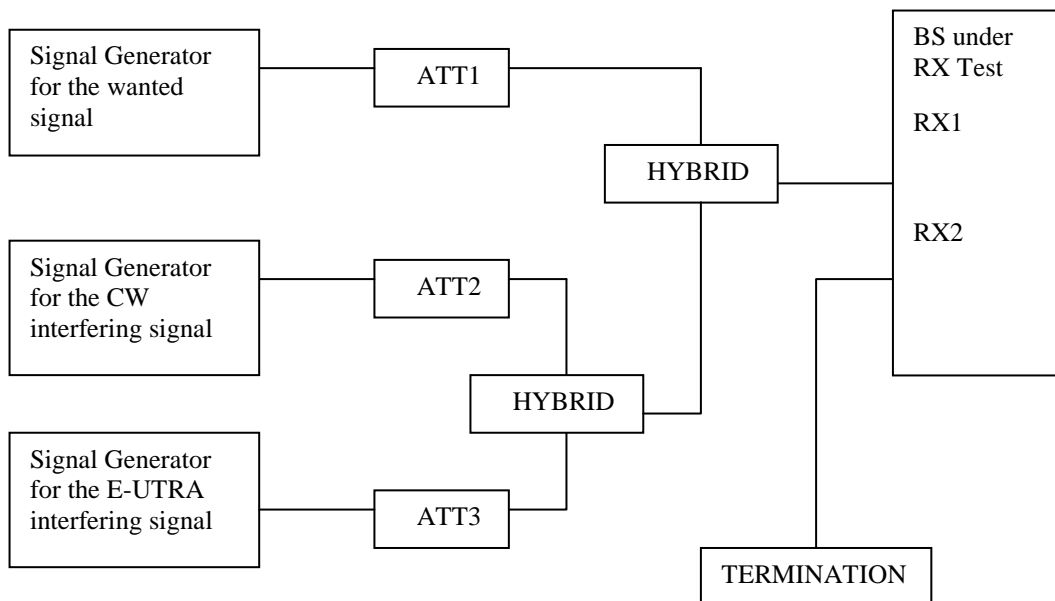 Signal Generator
for the wanted
signal
ATT1
HYBRID
BS under
RX Test
RX1
RX2
Signal Generator
for the CW
interfering signal
ATT2
HYBRID
Signal Generator
for the E-UTRA
interfering signal
ATT3
TERMINATION